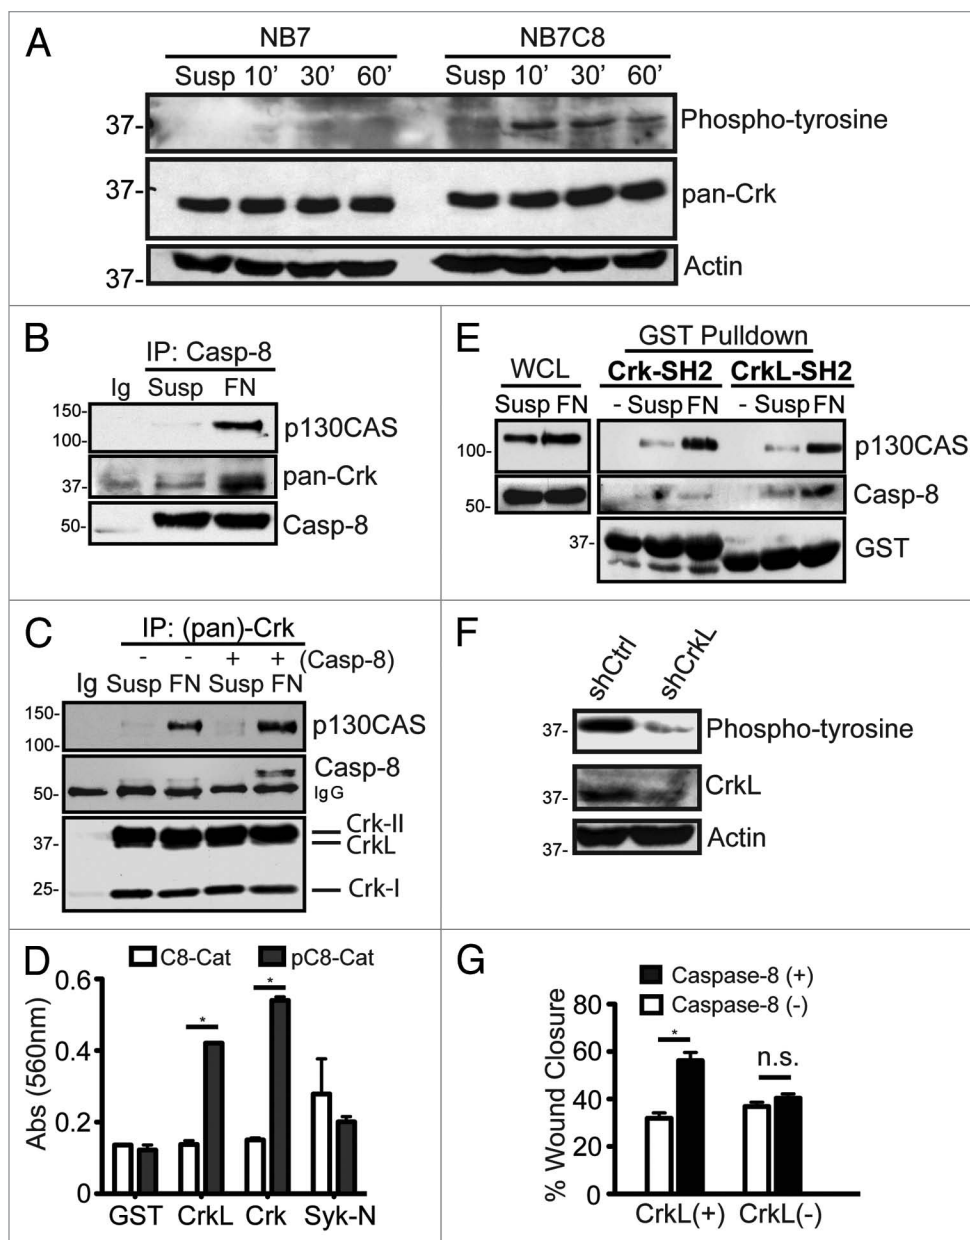 A
NB7 NB7C8
Susp 10’ 30’ 60’ Susp 10’ 30’ 60’
37- Phospho-tyrosine
37- pan-Crk
37- Actin
B
IP: Casp-8
Ig Susp FN
150-
100- p130CAS
37- pan-Crk
50- Casp-8
C
IP: (pan)-Crk
- - + + (Casp-8)
Ig Susp FN Susp FN
150-
100- p130CAS
Casp-8
50- IgG
Crk-II
37- CrkL
25- Crk-I
D
C8-Cat pC8-Cat
Abs (560nm)
0.6
0.4
0.2
0
* *
GST CrkL Crk Syk-N
E
GST Pulldown
WCL Crk-SH2 CrkL-SH2
Susp FN - Susp FN - Susp FN
100- p130CAS
50- Casp-8
37- GST
F
shCtrl shCrkL
37- Phospho-tyrosine
37- CrkL
37- Actin
G
Caspase-8 (+)
Caspase-8 (-)
% Wound Closure
80
60
40
20
0
* n.s.
CrkL(+) CrkL(-)